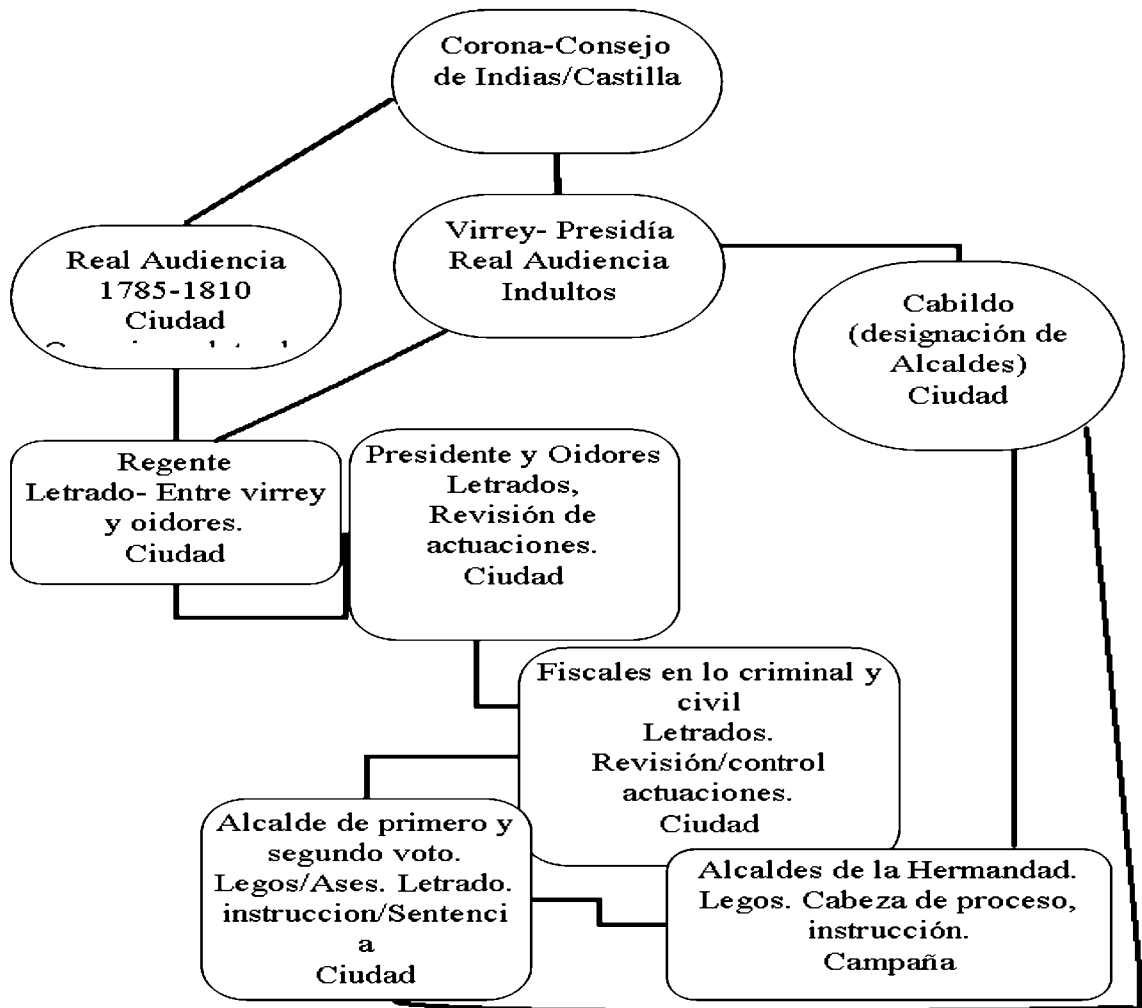 Corona-Consejo
de Indias/Castilla
Virrey- Presidía
Real Audiencia
Indultos
Real Audiencia
1785-1810
Ciudad
Cabildo
(designación de
Alcaldes)
Ciudad
Regente
Letrado- Entre virrey
y oidores.
Ciudad
Presidente y Oidores
Letrados,
Revisión de
actuaciones.
Ciudad
Fiscales en lo criminal y
civil
Letrados.
Revisión/control
actuaciones.
Ciudad
Alcalde de primero y
segundo voto.
Legos/Ases. Letrado.
instruccion/Sentenci
a
Ciudad
Alcaldes de la Hermandad.
Legos. Cabeza de proceso,
instrucción.
Campaña